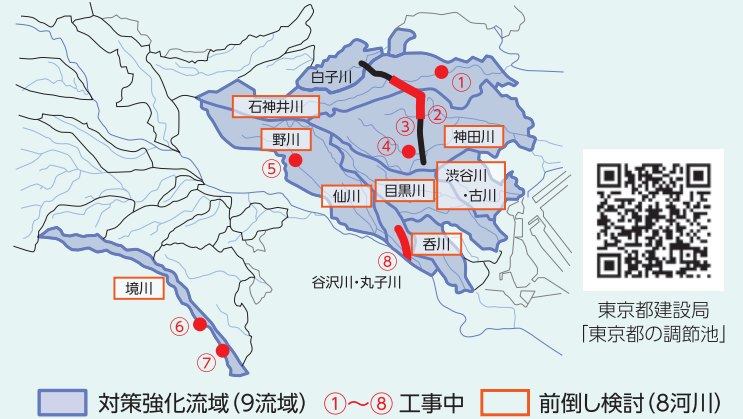 白子川
①
石神井川
②
③
神田川
野川
④
⑤
渋谷川
・古川
目黒川
仙川
呑川
⑧
谷沢川・丸子川
境川
⑥
⑦
東京都建設局
「東京都の調節池」
対策強化流域(9流域) ①〜⑧ 工事中 前倒し検討(8河川)